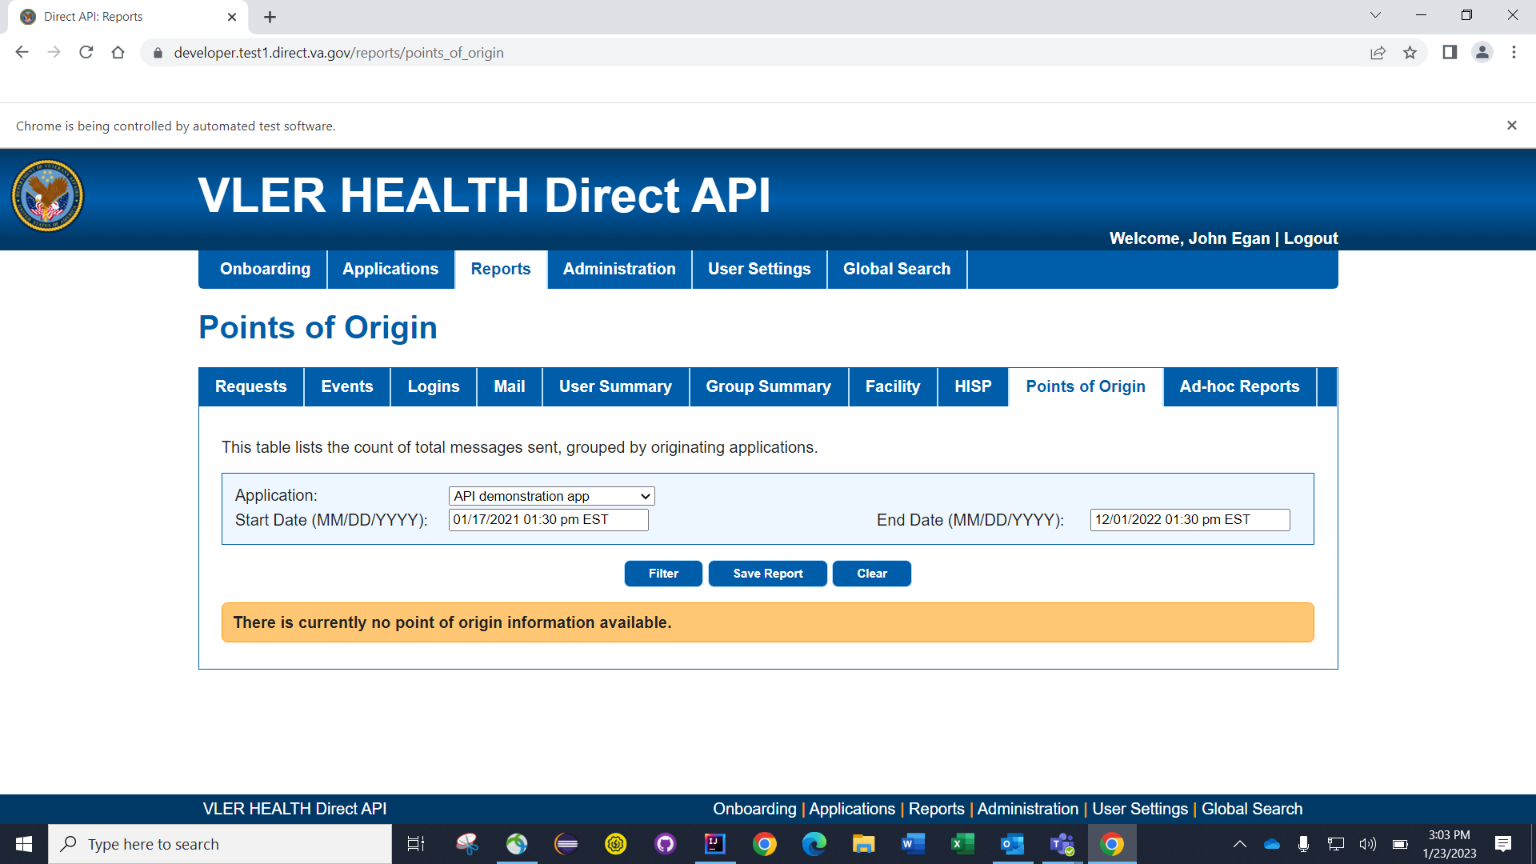 Direct API: Reports
developer.test1.direct.va.gov/reports/points_of_origin
Chrome is being controlled by automated test software.
VLER HEALTH Direct API
Welcome, John Egan | Logout
Onboarding Applications Reports Administration User Settings Global Search
Points of Origin
Requests Events Logins Mail User Summary Group Summary Facility HISP Points of Origin Ad-hoc Reports
This table lists the count of total messages sent, grouped by originating applications.
Application: API demonstration app
Start Date (MM/DD/YYYY): 01/17/2021 01:30 pm EST End Date (MM/DD/YYYY): 12/01/2022 01:30 pm EST
Filter Save Report Clear
There is currently no point of origin information available.
VLER HEALTH Direct API Onboarding | Applications | Reports | Administration | User Settings | Global Search
Type here to search
3:03 PM
1/23/2023